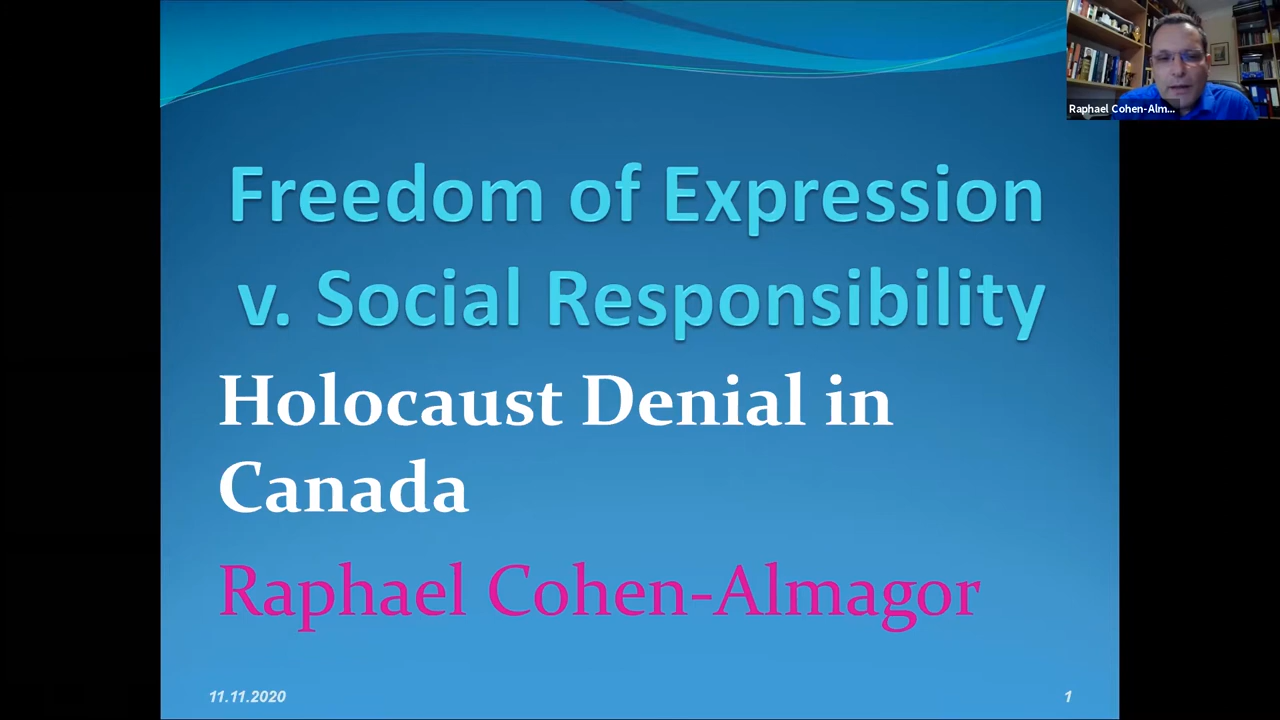 Freedom of Expression
v. Social Responsibility
Holocaust Denial in
Canada
Raphael Cohen-Almagor
11.11.2020
1
Raphael Cohen-Alm...